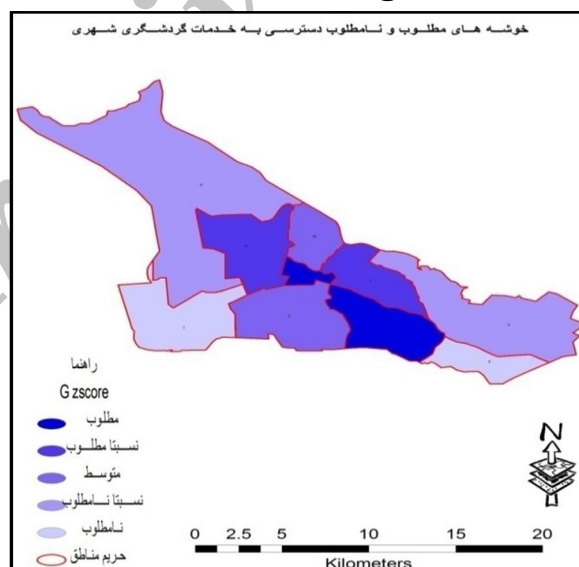 خوشه های مطلوب و نامطلوب دسترسی به خدمات گردشگری شهری
راهنما
G zscore
مطلوب
نسبتا مطلوب
متوسط
نسبتا نامطلوب
نامطلوب
حریم مناطق
N
0 2.5 5 10 15 20
Kilometers